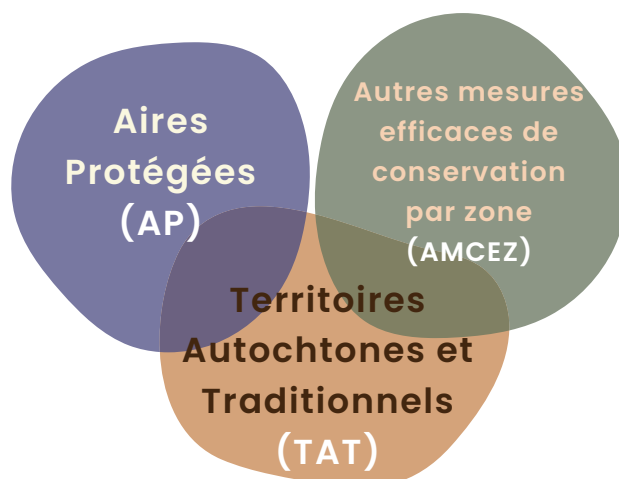 Aires
Protégées
(AP)
Autres mesures
efficaces de
conservation
par zone
(AMCEZ)
Territoires
Autochtones et
Traditionnels
(TAT)